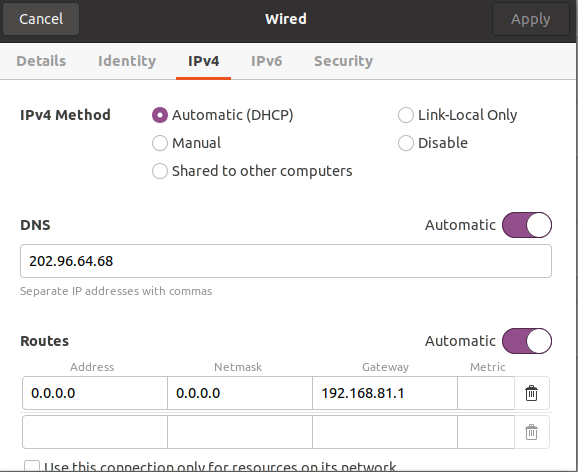 Cancel Wired Apply
Details Identity IPv4 IPv6 Security
IPv4 Method Automatic (DHCP) Link-Local Only
Manual Disable
Shared to other computers
DNS Automatic
202.96.64.68
Separate IP addresses with commas
Routes Automatic
Address Netmask Gateway Metric
0.0.0.0 0.0.0.0 192.168.81.1
Use this connection only for resources on its network